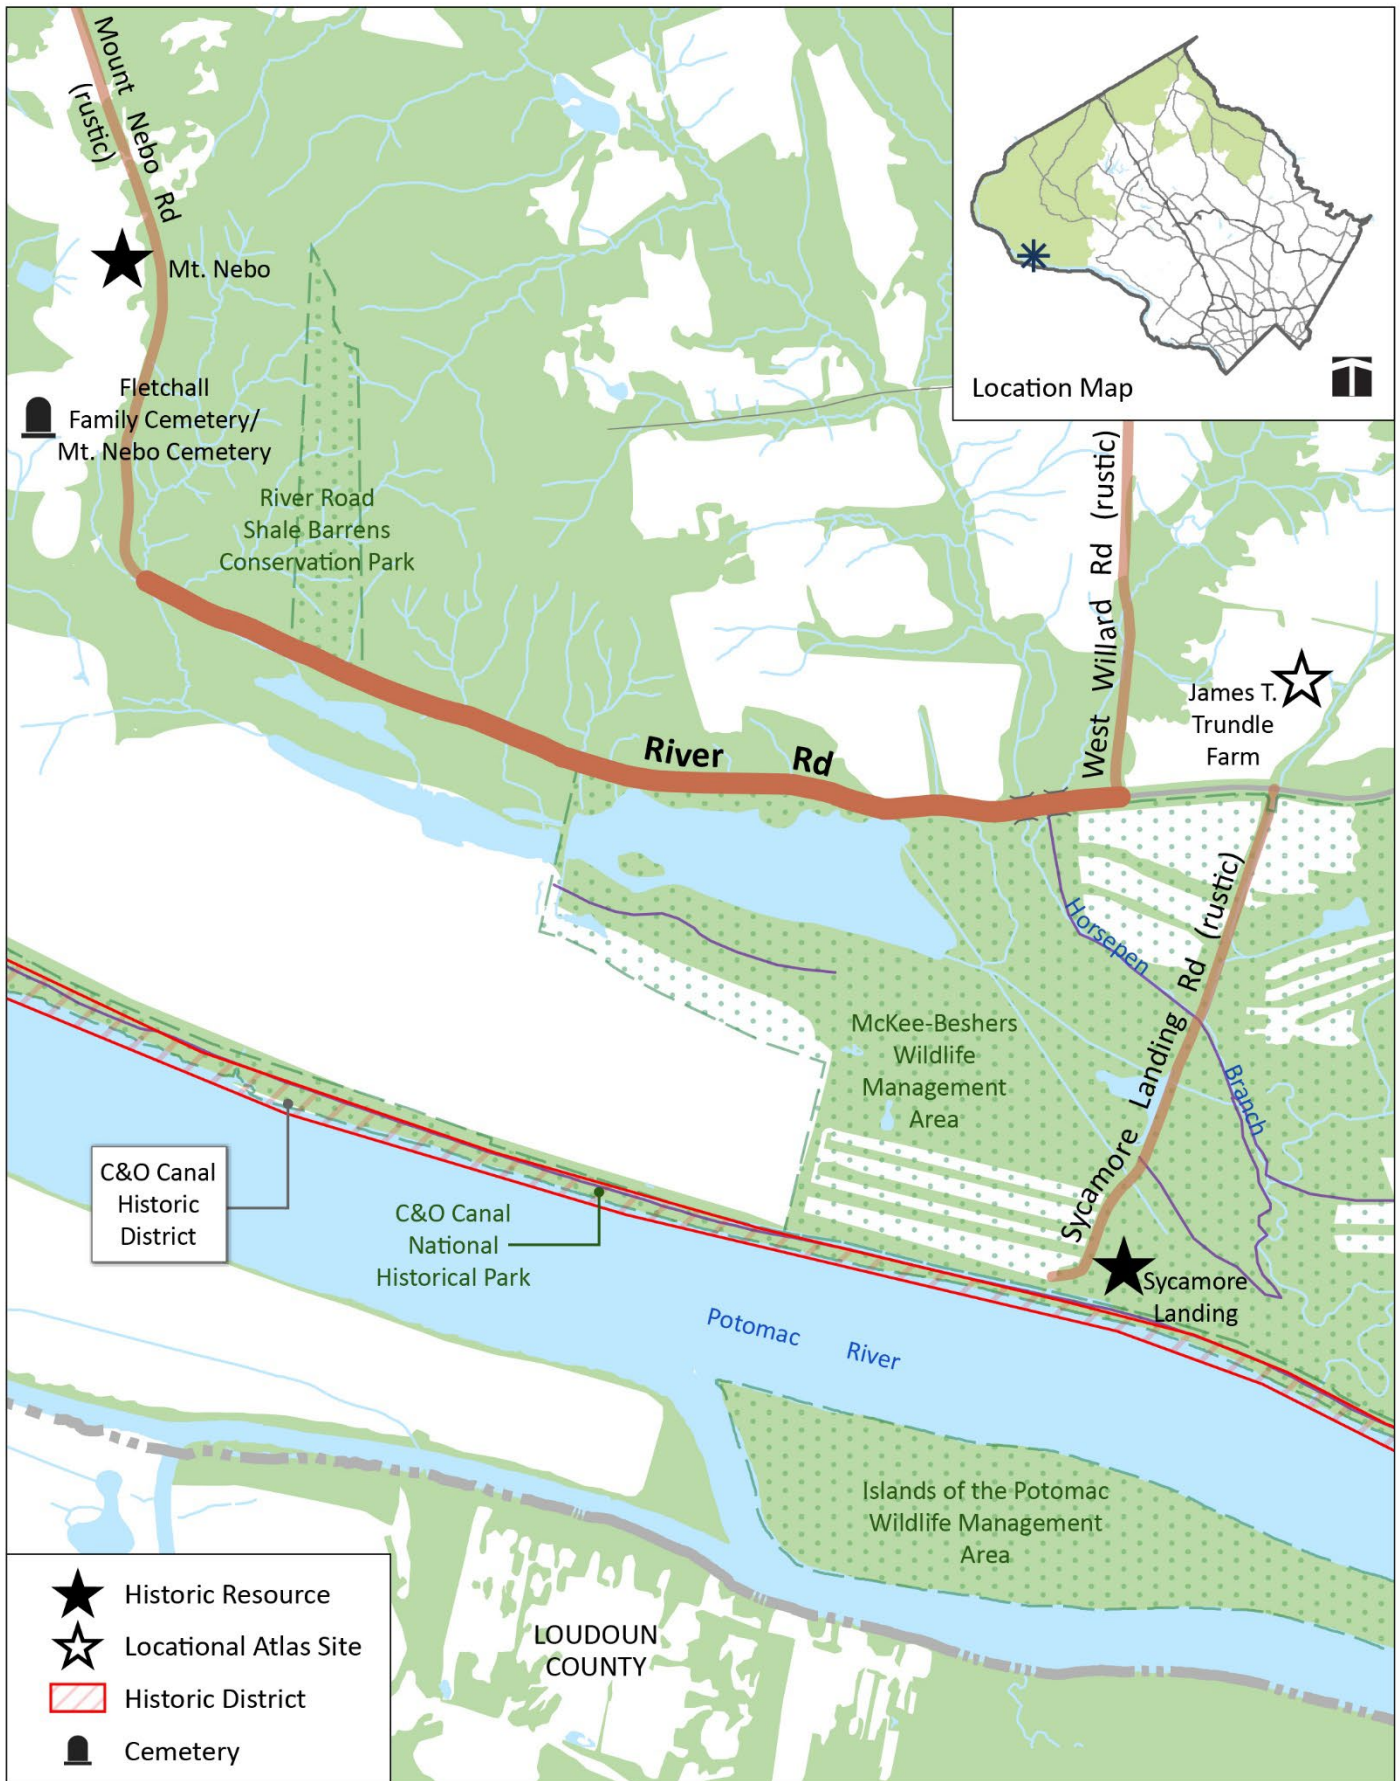 Mount Nebo Rd
(rustic)
Mt. Nebo
Fletchall
Family Cemetery/
Mt. Nebo Cemetery
River Road
Shale Barrens
Conservation Park
Location Map
West Willard Rd (rustic)
James T.
Trundle
Farm
River Rd
Horsepen
Branch
Sycamore Landing Rd (rustic)
McKee-Beshers
Wildlife
Management
Area
C&O Canal
Historic
District
C&O Canal
National
Historical Park
Sycamore
Landing
Potomac River
Islands of the Potomac
Wildlife Management
Area
LOUDOUN
COUNTY
Historic Resource
Locational Atlas Site
Historic District
Cemetery